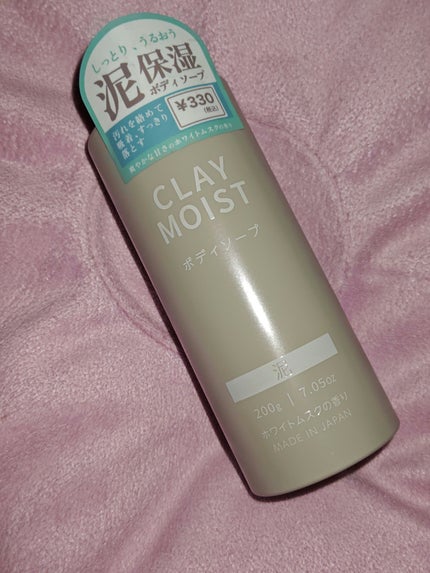 しっとり、うるおう
泥保湿
ボディソープ
¥330
(税込)
汚れを絡めて
吸着、すっきり
落とす
爽やかな甘さのホワイトムスクの香り
CLAY
MOIST
ボディソープ
泥
200g | 7.05oz
ホワイトムスクの香り
MADE IN JAPAN